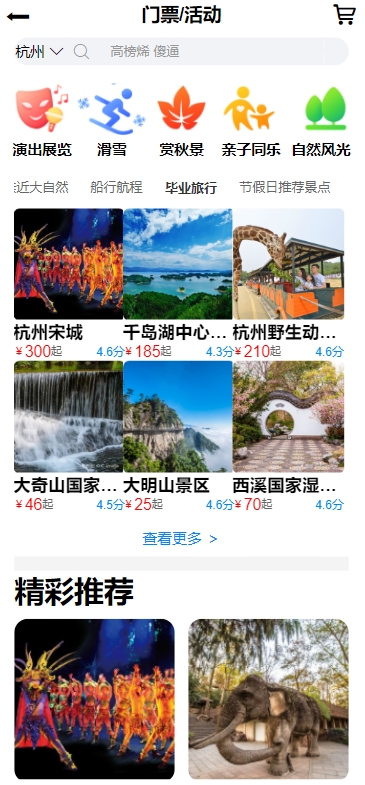 门票/活动
杭州 高榜烯 傻逼
演出展览 滑雪 赏秋景 亲子同乐 自然风光
近大自然 船行航程 毕业旅行 节假日推荐景点
杭州宋城 千岛湖中心... 杭州野生动...
¥300起 4.6分 ¥185起 4.3分 ¥210起 4.6分
大奇山国家... 大明山景区 西溪国家湿...
¥46起 4.5分 ¥25起 4.6分 ¥70起 4.6分
查看更多 >
精彩推荐